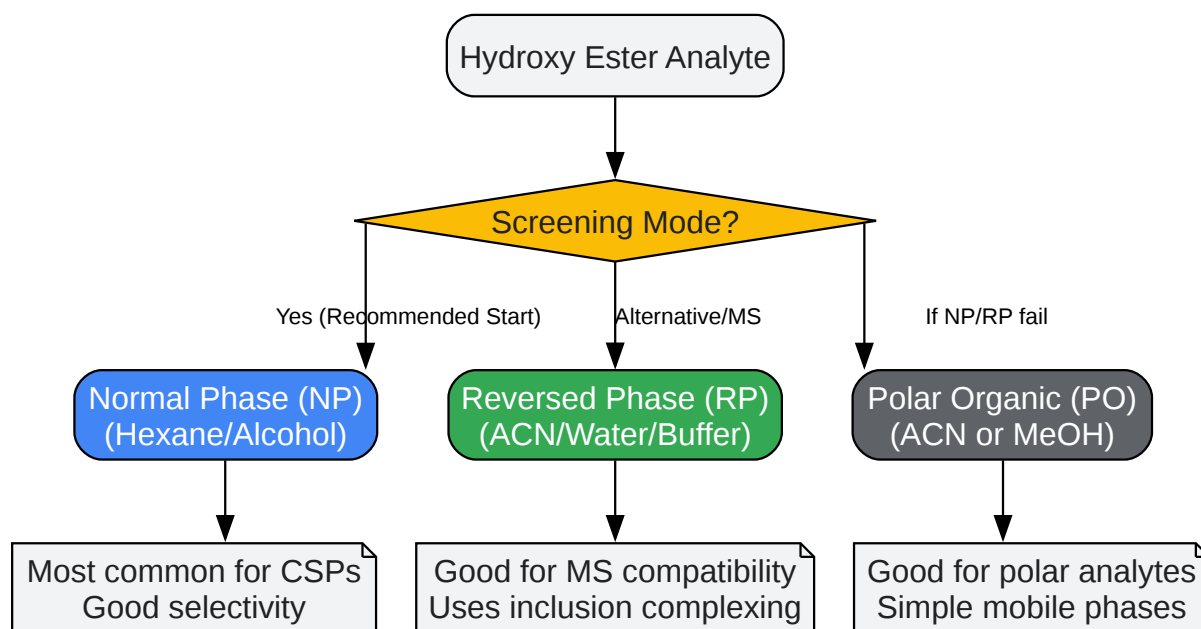 Hydroxy Ester Analyte
Screening Mode?
Yes (Recommended Start)
Alternative/MS
If NP/RP fail
Normal Phase (NP)
(Hexane/Alcohol)
Reversed Phase (RP)
(ACN/Water/Buffer)
Polar Organic (PO)
(ACN or MeOH)
Most common for CSPs
Good selectivity
Good for MS compatibility
Uses inclusion complexing
Good for polar analytes
Simple mobile phases